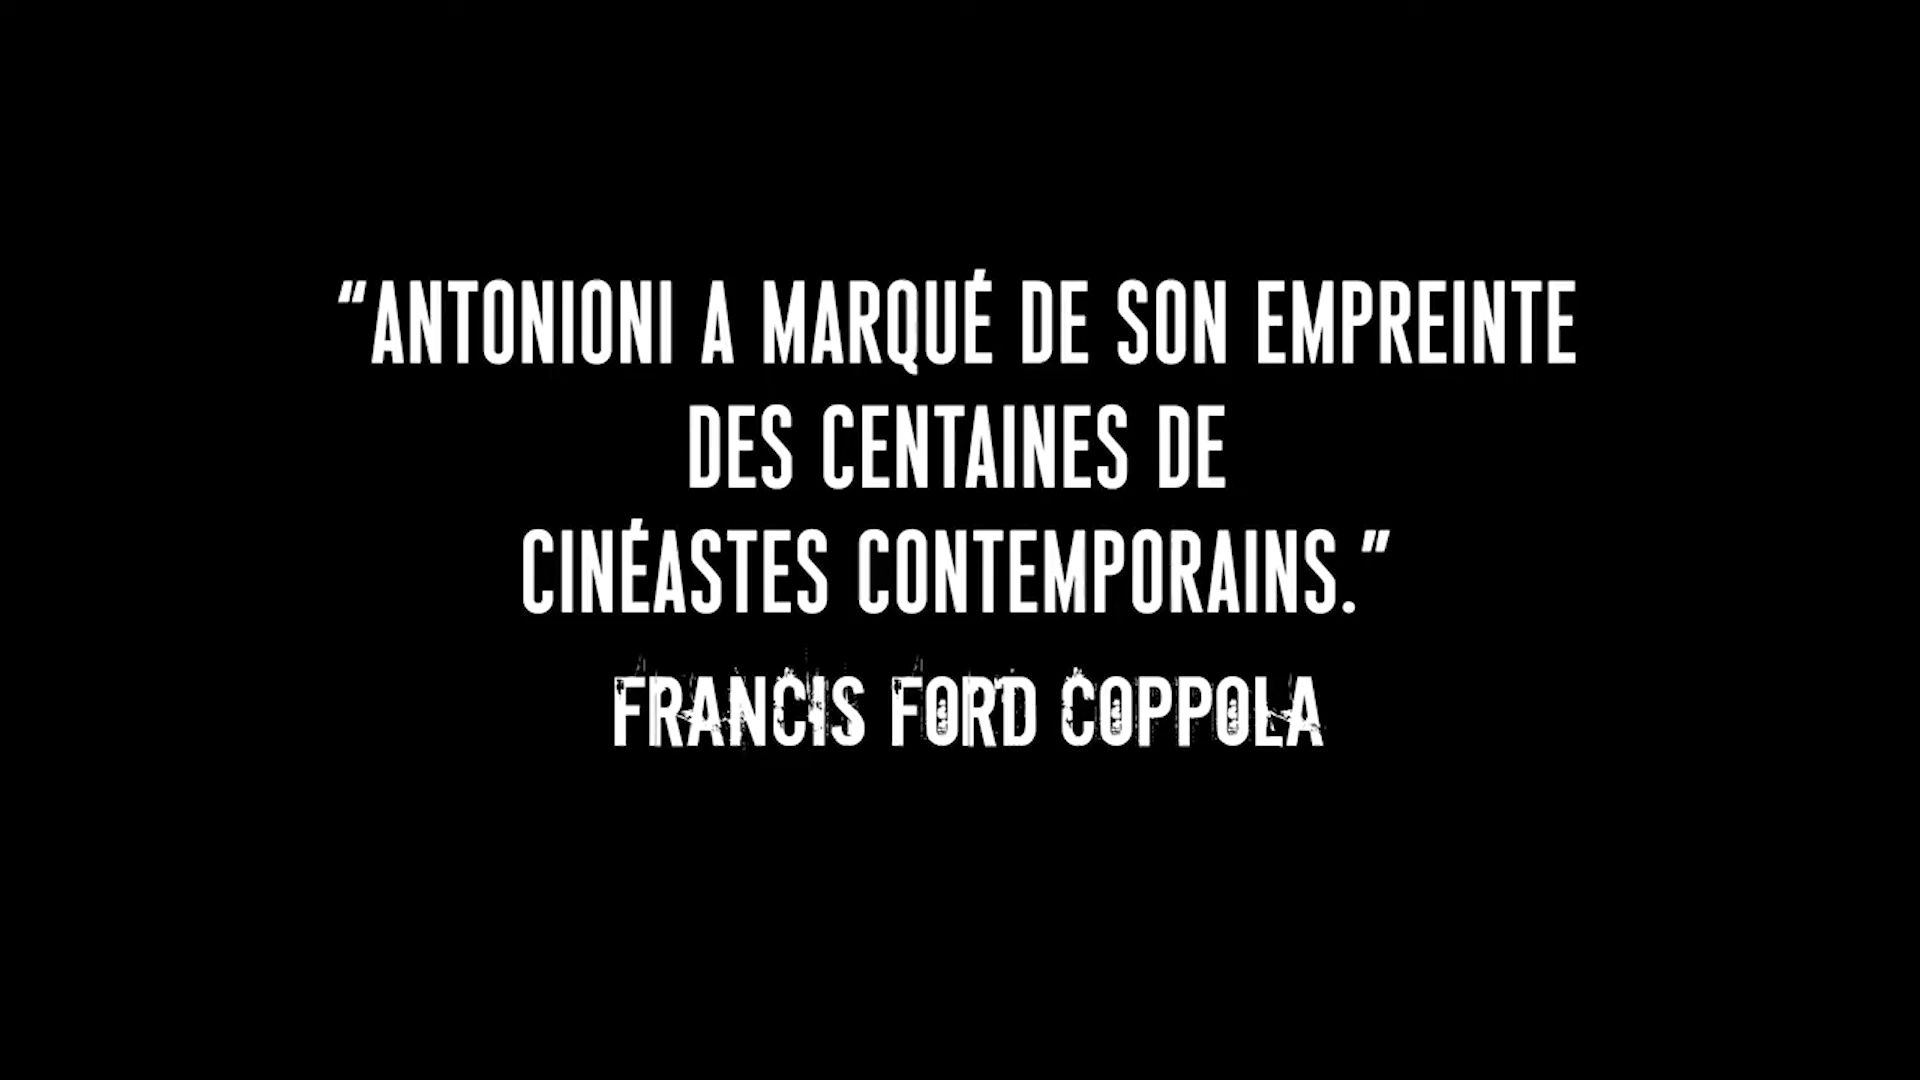 “ANTONIONI A MARQUÉ DE SON EMPREINTE
DES CENTAINES DE
CINÉASTES CONTEMPORAINS.”
FRANCIS FORD COPPOLA